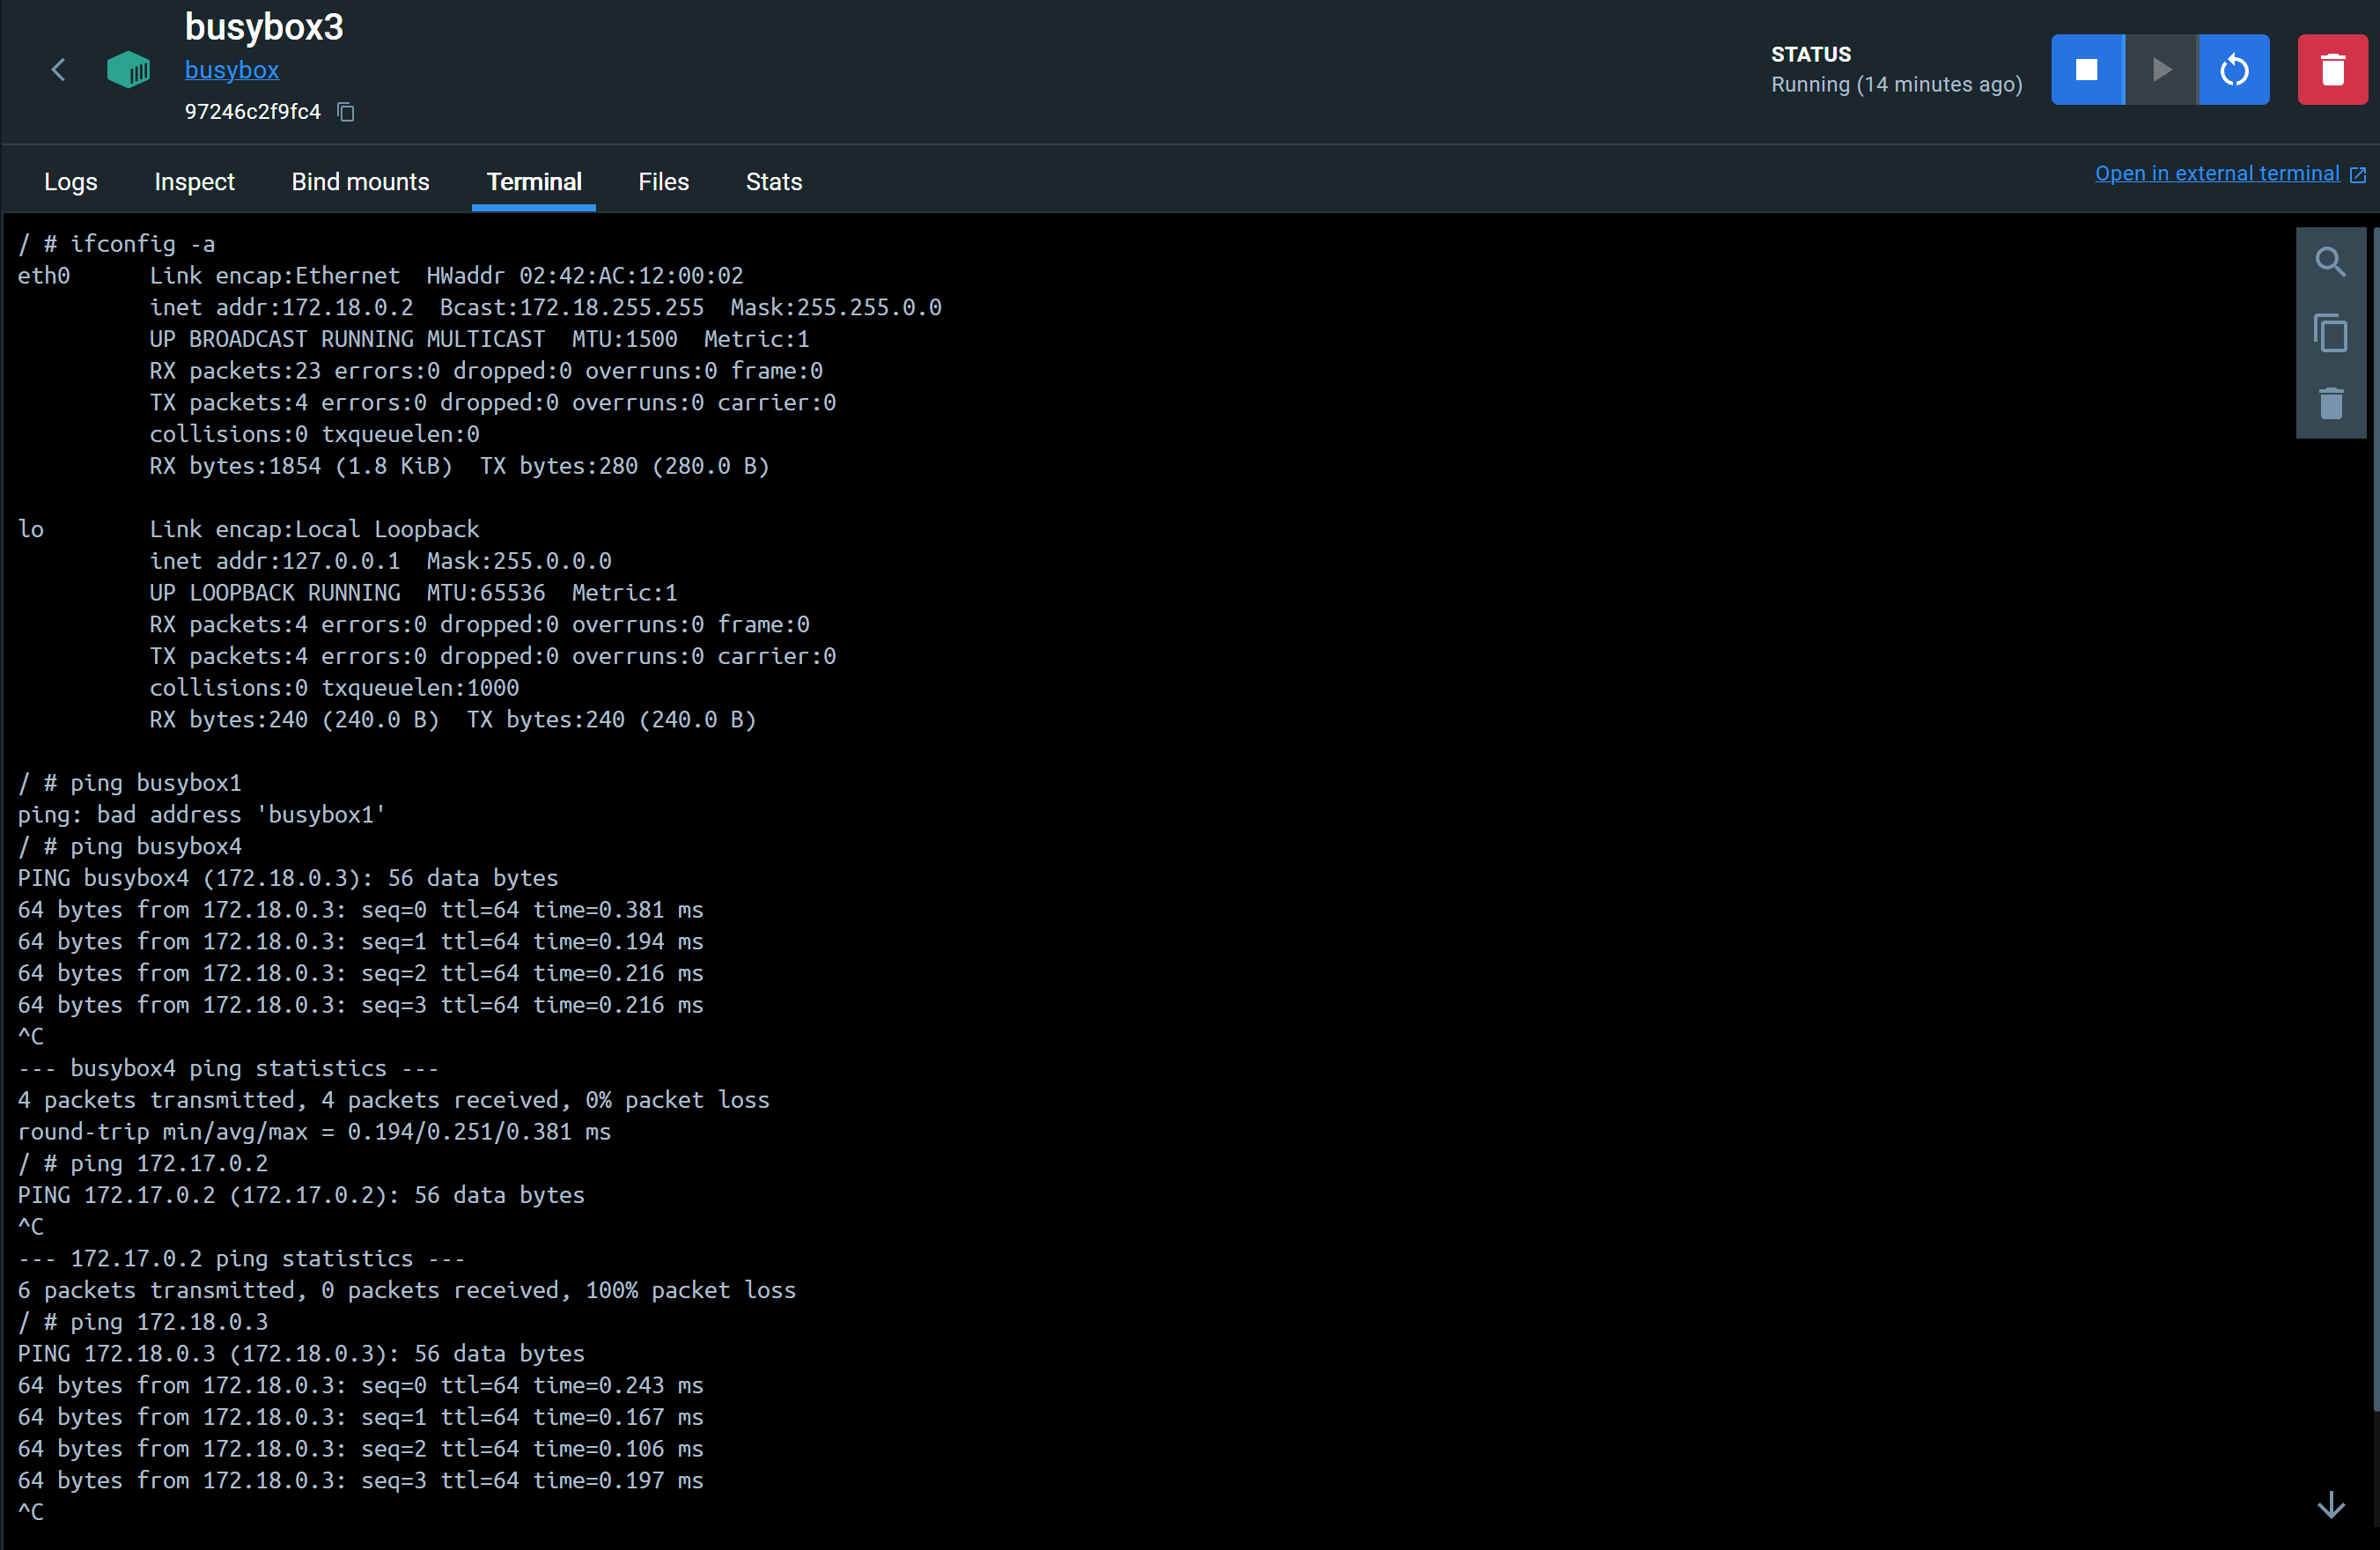 busybox3
busybox
97246c2f9fc4
STATUS
Running (14 minutes ago)
Logs Inspect Bind mounts Terminal Files Stats
Open in external terminal
/ # ifconfig -a
eth0      Link encap:Ethernet  HWaddr 02:42:AC:12:00:02
          inet addr:172.18.0.2  Bcast:172.18.255.255  Mask:255.255.0.0
          UP BROADCAST RUNNING MULTICAST  MTU:1500  Metric:1
          RX packets:23 errors:0 dropped:0 overruns:0 frame:0
          TX packets:4 errors:0 dropped:0 overruns:0 carrier:0
          collisions:0 txqueuelen:0
          RX bytes:1854 (1.8 KiB)  TX bytes:280 (280.0 B)
lo        Link encap:Local Loopback
          inet addr:127.0.0.1  Mask:255.0.0.0
          UP LOOPBACK RUNNING  MTU:65536  Metric:1
          RX packets:4 errors:0 dropped:0 overruns:0 frame:0
          TX packets:4 errors:0 dropped:0 overruns:0 carrier:0
          collisions:0 txqueuelen:1000
          RX bytes:240 (240.0 B)  TX bytes:240 (240.0 B)
/ # ping busybox1
ping: bad address 'busybox1'
/ # ping busybox4
PING busybox4 (172.18.0.3): 56 data bytes
64 bytes from 172.18.0.3: seq=0 ttl=64 time=0.381 ms
64 bytes from 172.18.0.3: seq=1 ttl=64 time=0.194 ms
64 bytes from 172.18.0.3: seq=2 ttl=64 time=0.216 ms
64 bytes from 172.18.0.3: seq=3 ttl=64 time=0.216 ms
^C
--- busybox4 ping statistics ---
4 packets transmitted, 4 packets received, 0% packet loss
round-trip min/avg/max = 0.194/0.251/0.381 ms
/ # ping 172.17.0.2
PING 172.17.0.2 (172.17.0.2): 56 data bytes
^C
--- 172.17.0.2 ping statistics ---
6 packets transmitted, 0 packets received, 100% packet loss
/ # ping 172.18.0.3
PING 172.18.0.3 (172.18.0.3): 56 data bytes
64 bytes from 172.18.0.3: seq=0 ttl=64 time=0.243 ms
64 bytes from 172.18.0.3: seq=1 ttl=64 time=0.167 ms
64 bytes from 172.18.0.3: seq=2 ttl=64 time=0.106 ms
64 bytes from 172.18.0.3: seq=3 ttl=64 time=0.197 ms
^C